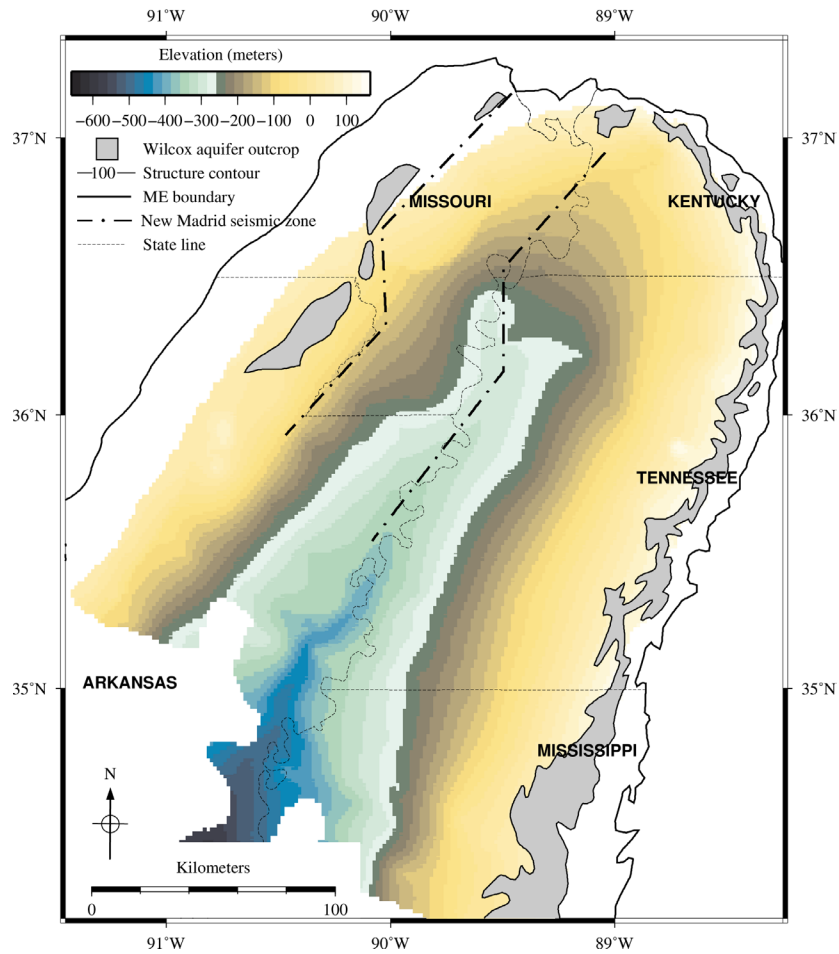 91°W 90°W 89°W
Elevation (meters)
−600 −500 −400 −300 −200 −100 0 100
37°N 37°N
Wilcox aquifer outcrop
100 Structure contour
ME boundary
New Madrid seismic zone
State line
MISSOURI KENTUCKY
36°N 36°N
TENNESSEE
ARKANSAS
35°N 35°N
MISSISSIPPI
N
Kilometers
0 100
91°W 90°W 89°W